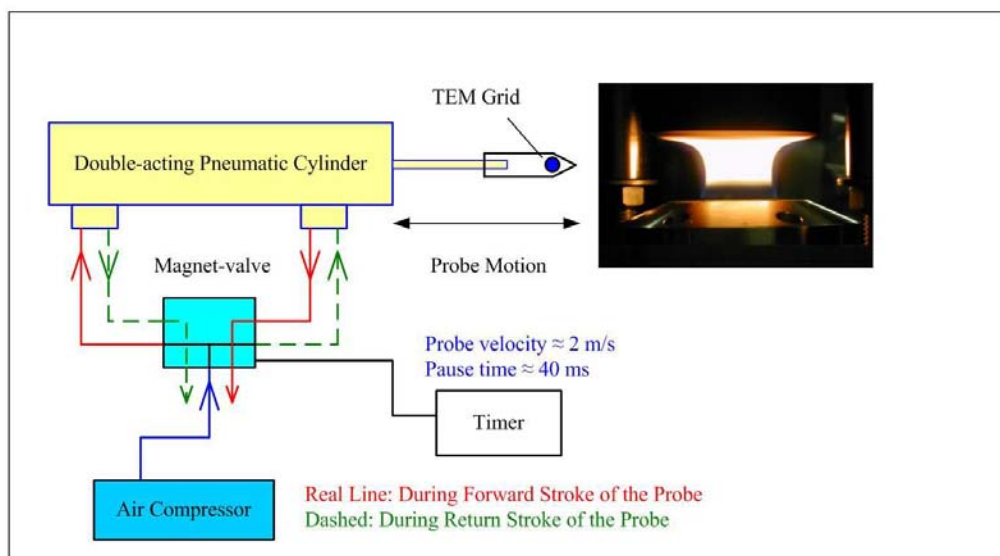 TEM Grid
Double-acting Pneumatic Cylinder
Magnet-valve
Probe Motion
Probe velocity ≈ 2 m/s
Pause time ≈ 40 ms
Timer
Air Compressor
Real Line: During Forward Stroke of the Probe
Dashed: During Return Stroke of the Probe